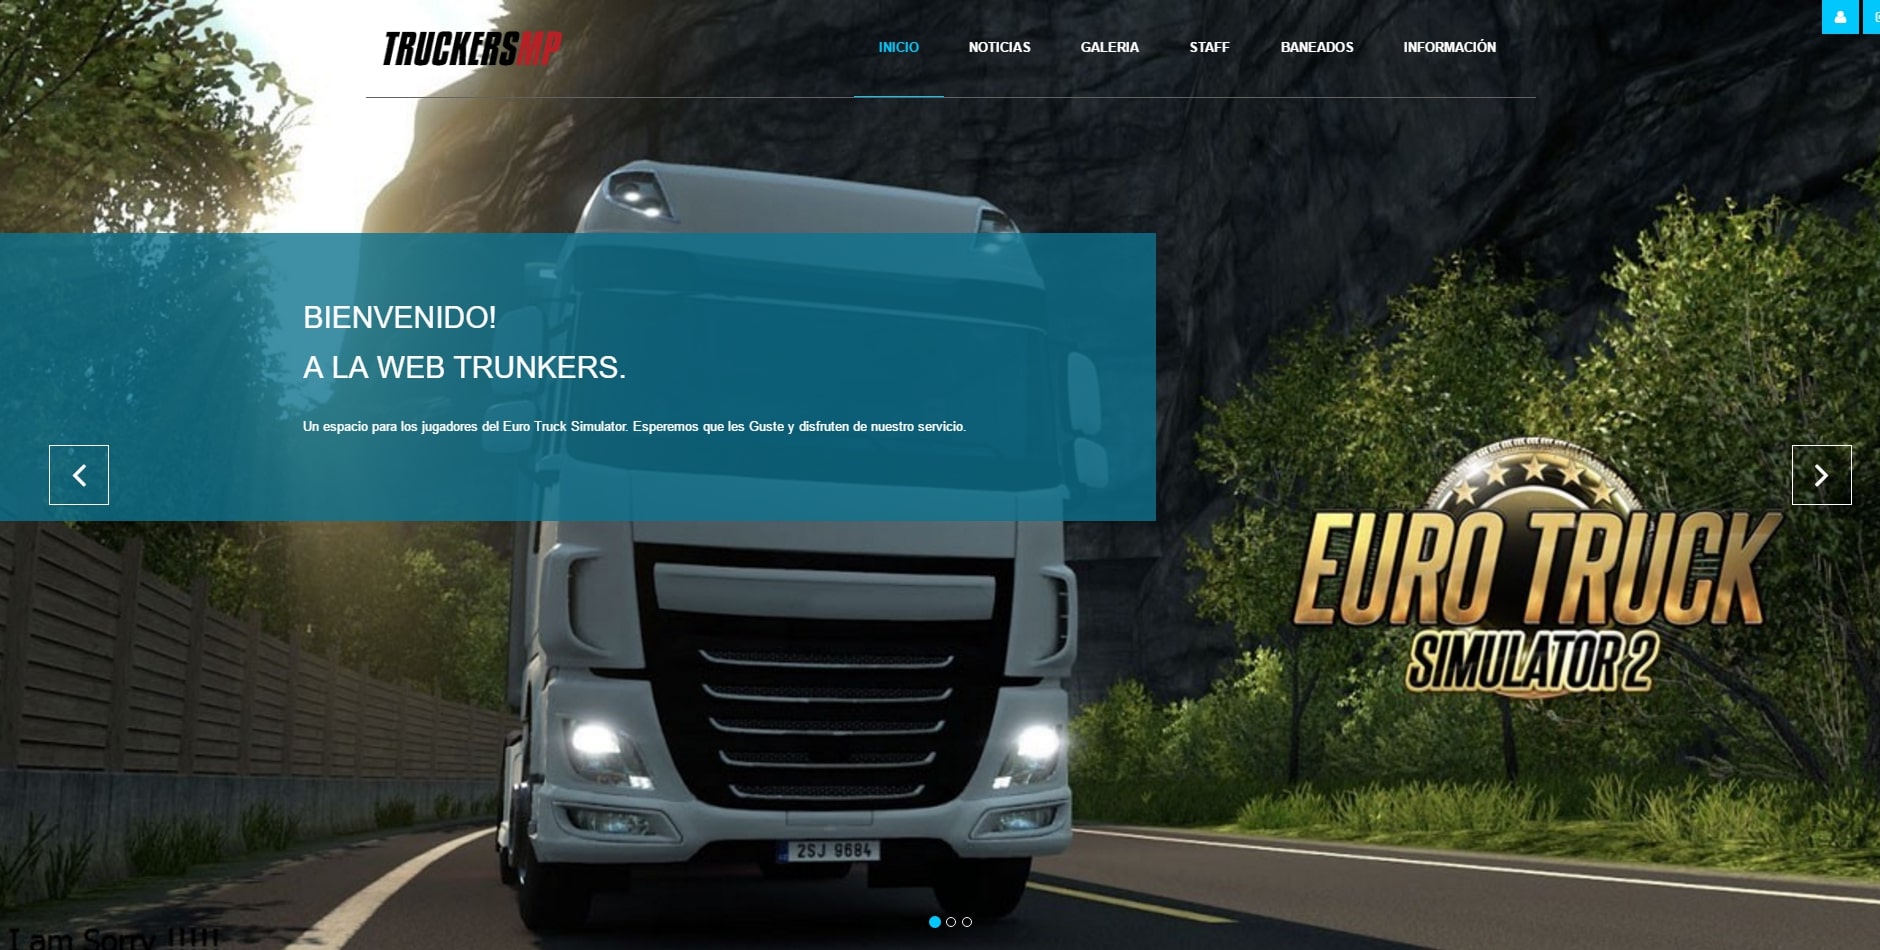 TRUCKERSMP
INICIO NOTICIAS GALERIA STAFF BANEADOS INFORMACIÓN
BIENVENIDO!
A LA WEB TRUNKERS.
Un espacio para los jugadores del Euro Truck Simulator. Esperemos que les Guste y disfruten de nuestro servicio.
EURO TRUCK
SIMULATOR 2
2SJ 9684
I am Sorry !!!!!